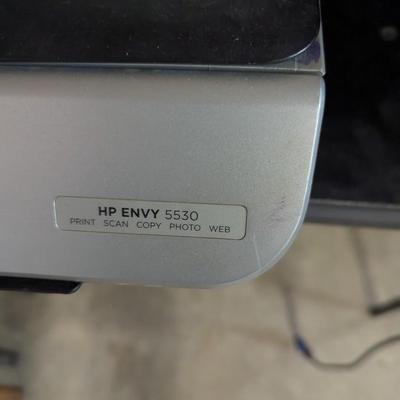 HP ENVY 5530
PRINT SCAN COPY PHOTO WEB